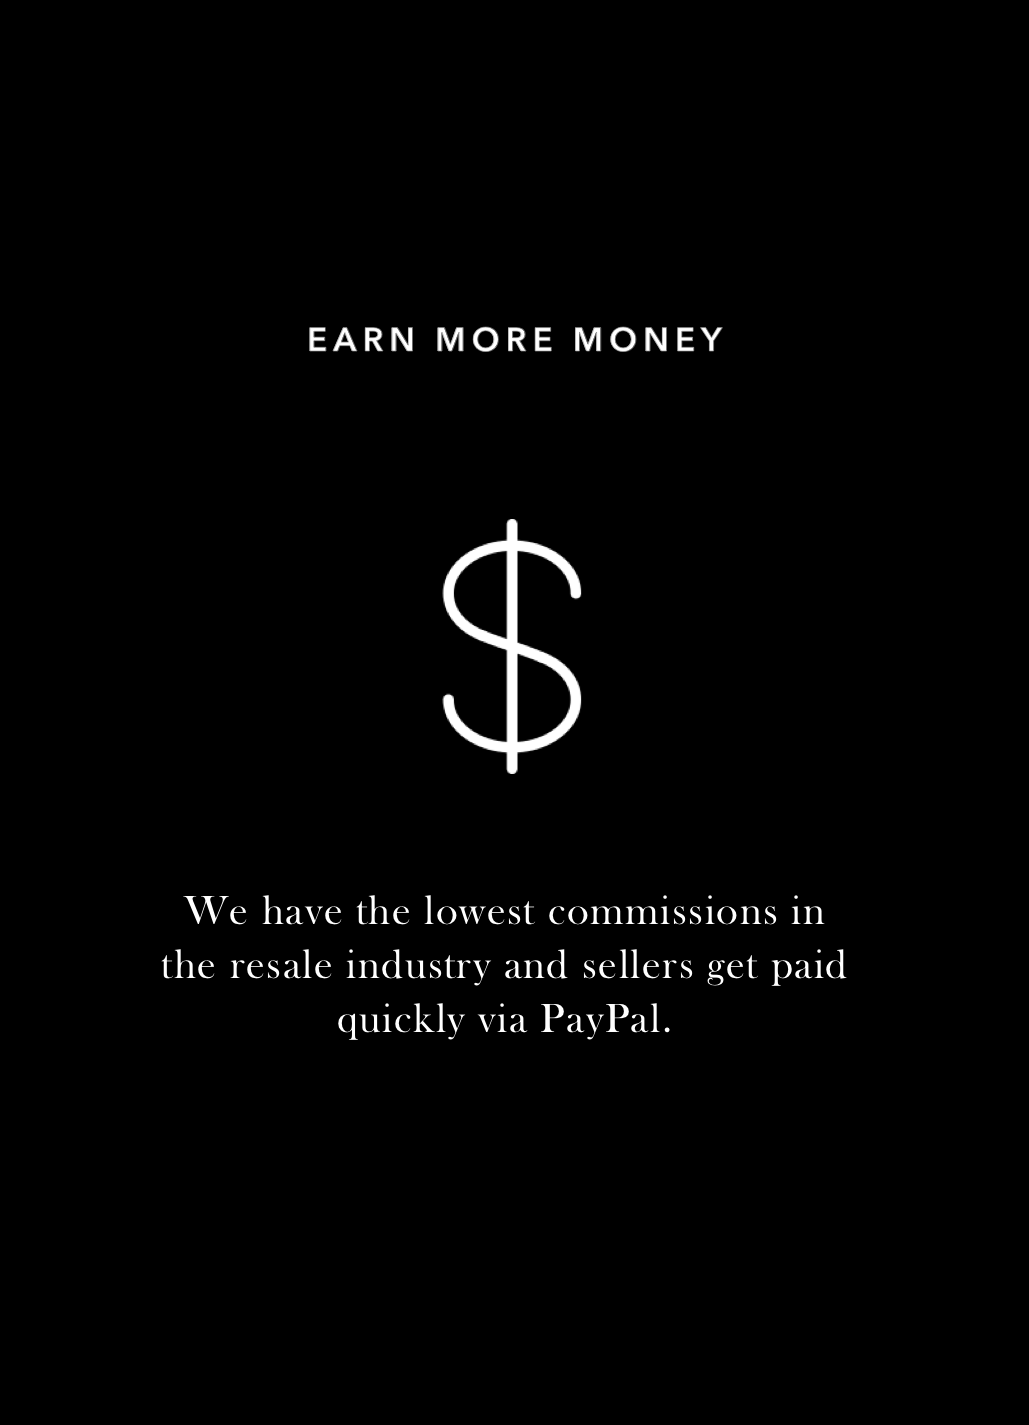 EARN MORE MONEY
$
We have the lowest commissions in
the resale industry and sellers get paid
quickly via PayPal.